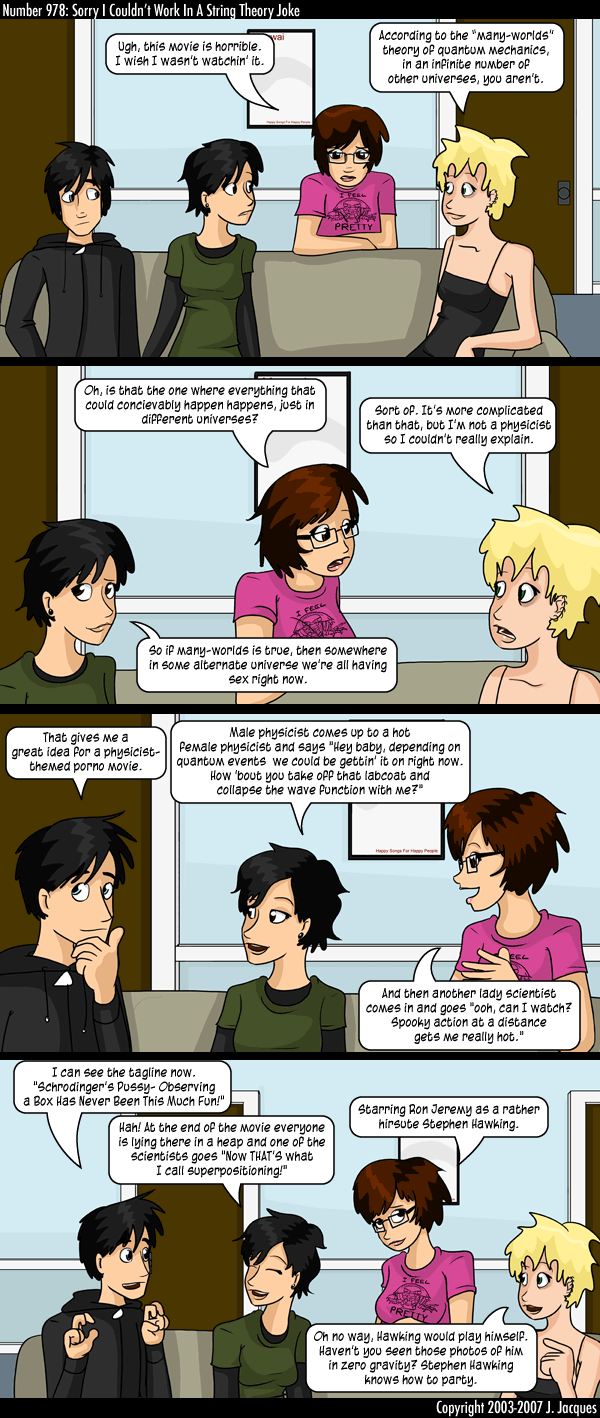 Number 978: Sorry I Couldn't Work In A String Theory Joke
Ugh, this movie is horrible.
I wish I wasn't watchin' it.
wai
Happy Songs For Happy People
According to the "many-worlds"
theory of quantum mechanics,
in an infinite number of
other universes, you aren't.
I FEEL
PRETTY
Oh, is that the one where everything that
could concievably happen happens, just in
different universes?
Sort of. It's more complicated
than that, but I'm not a physicist
so I couldn't really explain.
I FEEL
So if many-worlds is true, then somewhere
in some alternate universe we're all having
sex right now.
That gives me a
great idea for a physicist-
themed porno movie.
Male physicist comes up to a hot
female physicist and says "Hey baby, depending on
quantum events we could be gettin' it on right now.
How 'bout you take off that labcoat and
collapse the wave function with me?"
Happy Songs For Happy People
EEL
And then another lady scientist
comes in and goes "ooh, can I watch?
Spooky action at a distance
gets me really hot."
I can see the tagline now.
"Schrodinger's Pussy- Observing
a Box Has Never Been This Much Fun!"
Hah! At the end of the movie everyone
is lying there in a heap and one of the
scientists goes "Now THAT's what
I call superpositioning!"
Starring Ron Jeremy as a rather
hirsute Stephen Hawking.
I FEEL
PRETTY
Oh no way, Hawking would play himself.
Haven't you seen those photos of him
in zero gravity? Stephen Hawking
knows how to party.
Copyright 2003-2007 J. Jacques